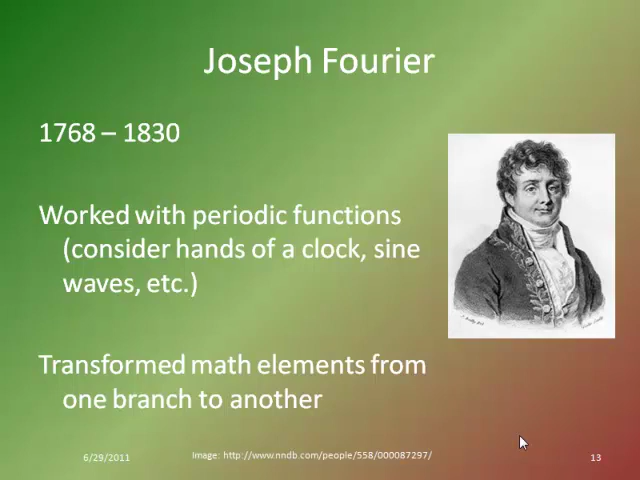 Joseph Fourier
1768 – 1830
Worked with periodic functions
(consider hands of a clock, sine
waves, etc.)
Transformed math elements from
one branch to another
6/29/2011
Image: http://www.nndb.com/people/558/000087297/
13